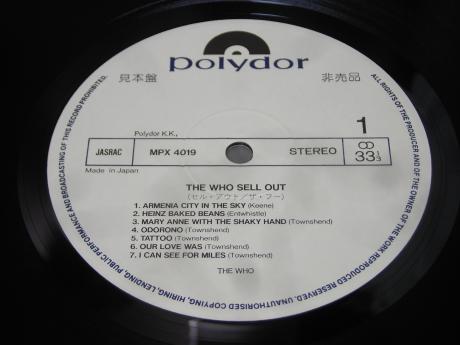 polydor
見本盤 非売品
Polydor K.K.,
1
JASRAC MPX 4019 STEREO 33 1/3
Made in Japan
THE WHO SELL OUT
(セル・アウト/ザ・フー)
1. ARMENIA CITY IN THE SKY (Keene)
2. HEINZ BAKED BEANS (Entwhistle)
3. MARY ANNE WITH THE SHAKY HAND (Townshend)
4. ODORONO (Townshend)
5. TATTOO (Townshend)
6. OUR LOVE WAS (Townshend)
7. I CAN SEE FOR MILES (Townshend)
THE WHO
ALL RIGHTS OF THE PRODUCER AND OF THE OWNER OF THE WORK REPRODUCED RESERVED. UNAUTHORISED COPYING, HIRING, LENDING, PUBLIC PERFORMANCE AND BROADCASTING OF THIS RECORD PROHIBITED.